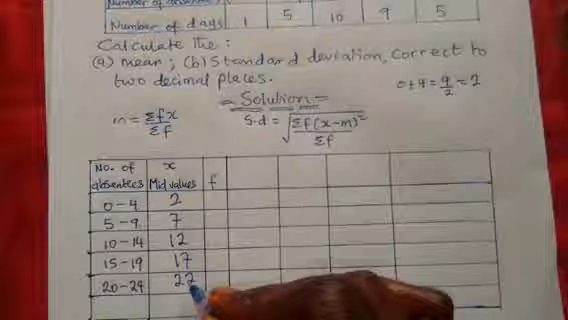 Number of days 1 5 10 9 5
Calculate the:
(a) mean; (b) Standard deviation, correct to
two decimal places.
0+4 = 4/2 = 2
= Solution =
m = Σfx/Σf
S.d = √Σf(x-m)²/Σf
No. of absentees x Mid values f
0-4 2
5-9 7
10-14 12
15-19 17
20-24 22